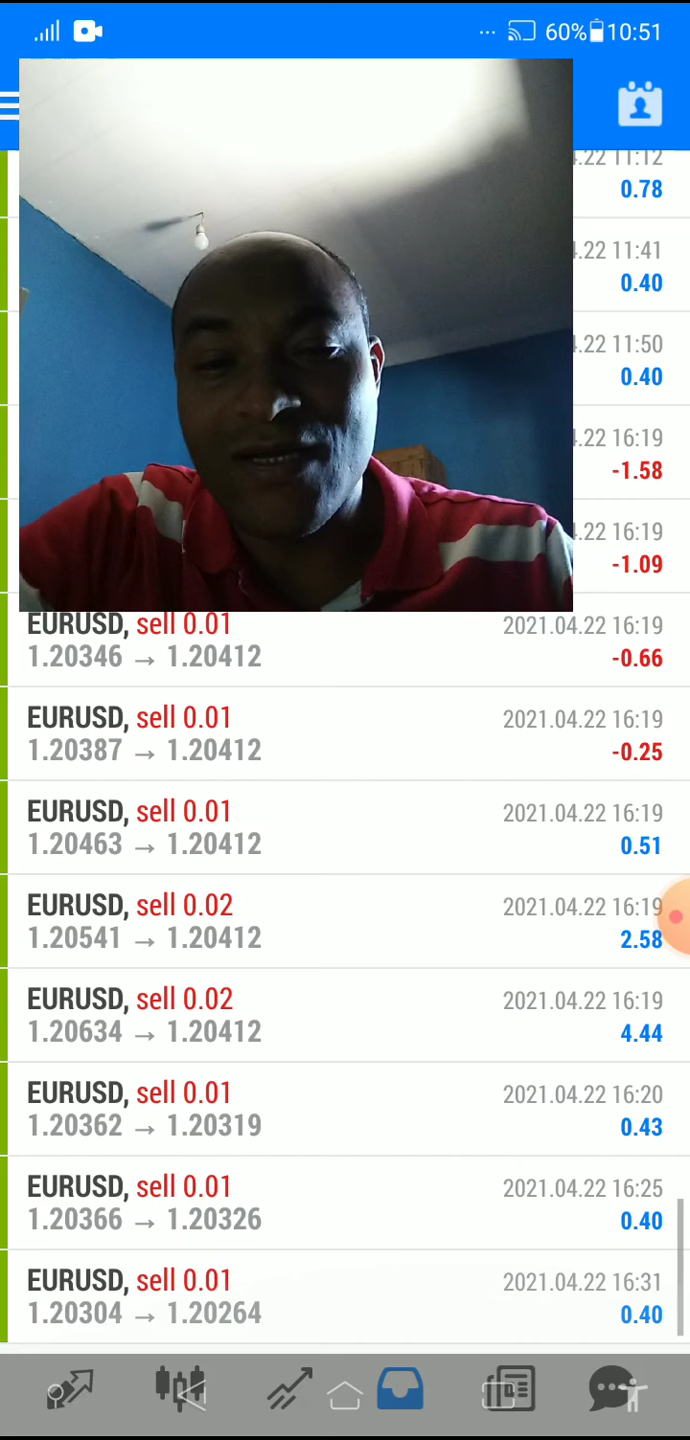 60% 10:51
.22 11:12
0.78
.22 11:41
0.40
.22 11:50
0.40
.22 16:19
-1.58
.22 16:19
-1.09
EURUSD, sell 0.01 2021.04.22 16:19
1.20346 → 1.20412 -0.66
EURUSD, sell 0.01 2021.04.22 16:19
1.20387 → 1.20412 -0.25
EURUSD, sell 0.01 2021.04.22 16:19
1.20463 → 1.20412 0.51
EURUSD, sell 0.02 2021.04.22 16:19
1.20541 → 1.20412 2.58
EURUSD, sell 0.02 2021.04.22 16:19
1.20634 → 1.20412 4.44
EURUSD, sell 0.01 2021.04.22 16:20
1.20362 → 1.20319 0.43
EURUSD, sell 0.01 2021.04.22 16:25
1.20366 → 1.20326 0.40
EURUSD, sell 0.01 2021.04.22 16:31
1.20304 → 1.20264 0.40